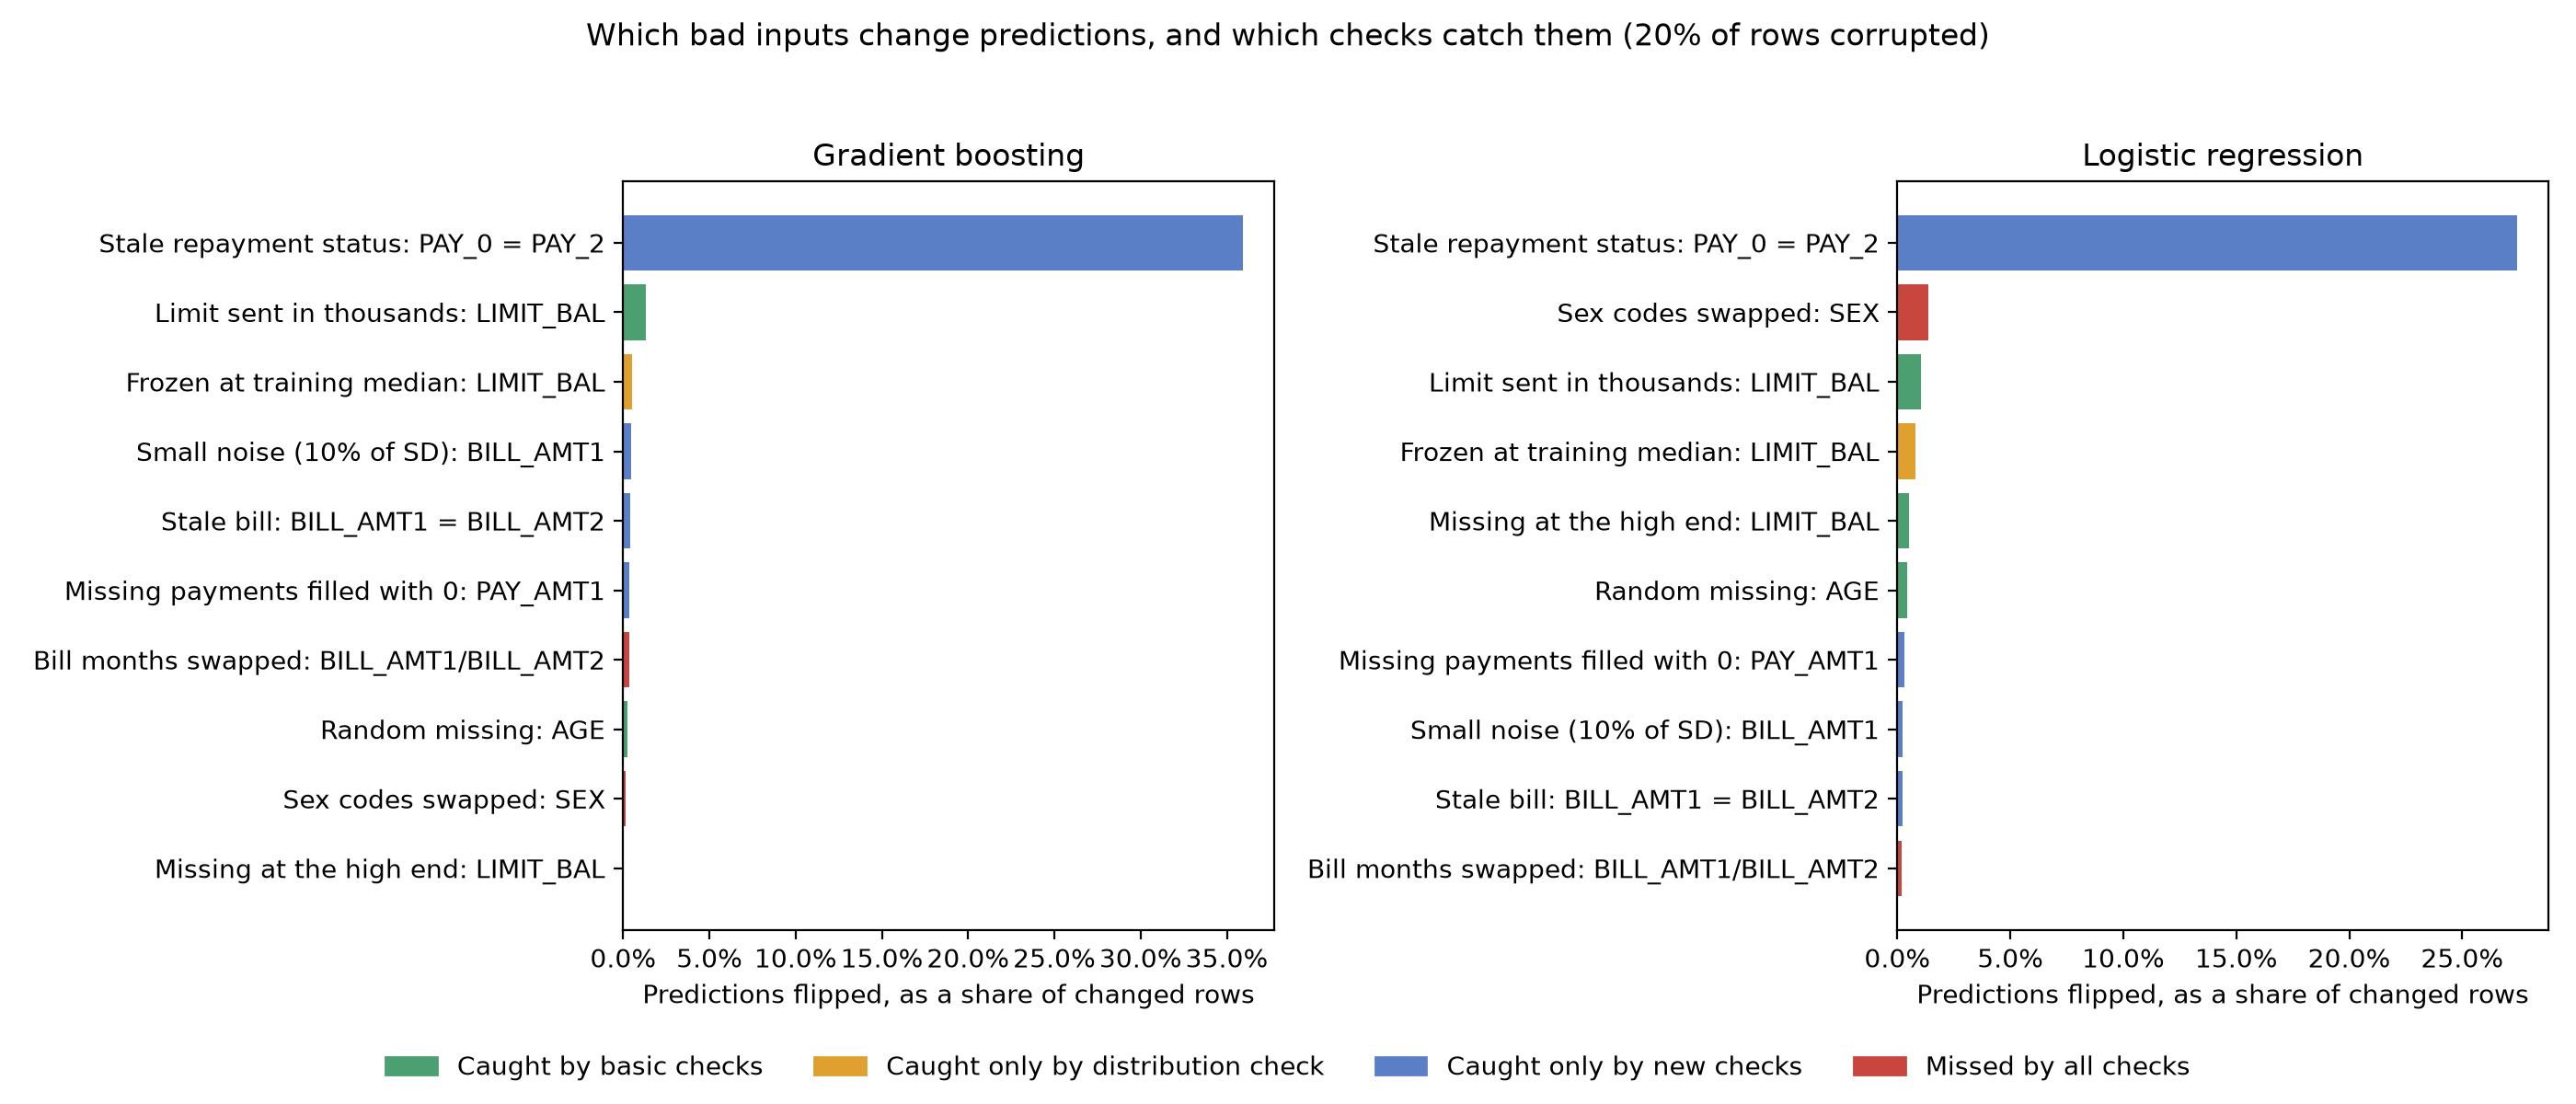 Which bad inputs change predictions, and which checks catch them (20% of rows corrupted)
Gradient boosting
Stale repayment status: PAY_0 = PAY_2
Limit sent in thousands: LIMIT_BAL
Frozen at training median: LIMIT_BAL
Small noise (10% of SD): BILL_AMT1
Stale bill: BILL_AMT1 = BILL_AMT2
Missing payments filled with 0: PAY_AMT1
Bill months swapped: BILL_AMT1/BILL_AMT2
Random missing: AGE
Sex codes swapped: SEX
Missing at the high end: LIMIT_BAL
0.0% 5.0% 10.0% 15.0% 20.0% 25.0% 30.0% 35.0%
Predictions flipped, as a share of changed rows
Logistic regression
Stale repayment status: PAY_0 = PAY_2
Sex codes swapped: SEX
Limit sent in thousands: LIMIT_BAL
Frozen at training median: LIMIT_BAL
Missing at the high end: LIMIT_BAL
Random missing: AGE
Missing payments filled with 0: PAY_AMT1
Small noise (10% of SD): BILL_AMT1
Stale bill: BILL_AMT1 = BILL_AMT2
Bill months swapped: BILL_AMT1/BILL_AMT2
0.0% 5.0% 10.0% 15.0% 20.0% 25.0%
Predictions flipped, as a share of changed rows
Caught by basic checks Caught only by distribution check Caught only by new checks Missed by all checks